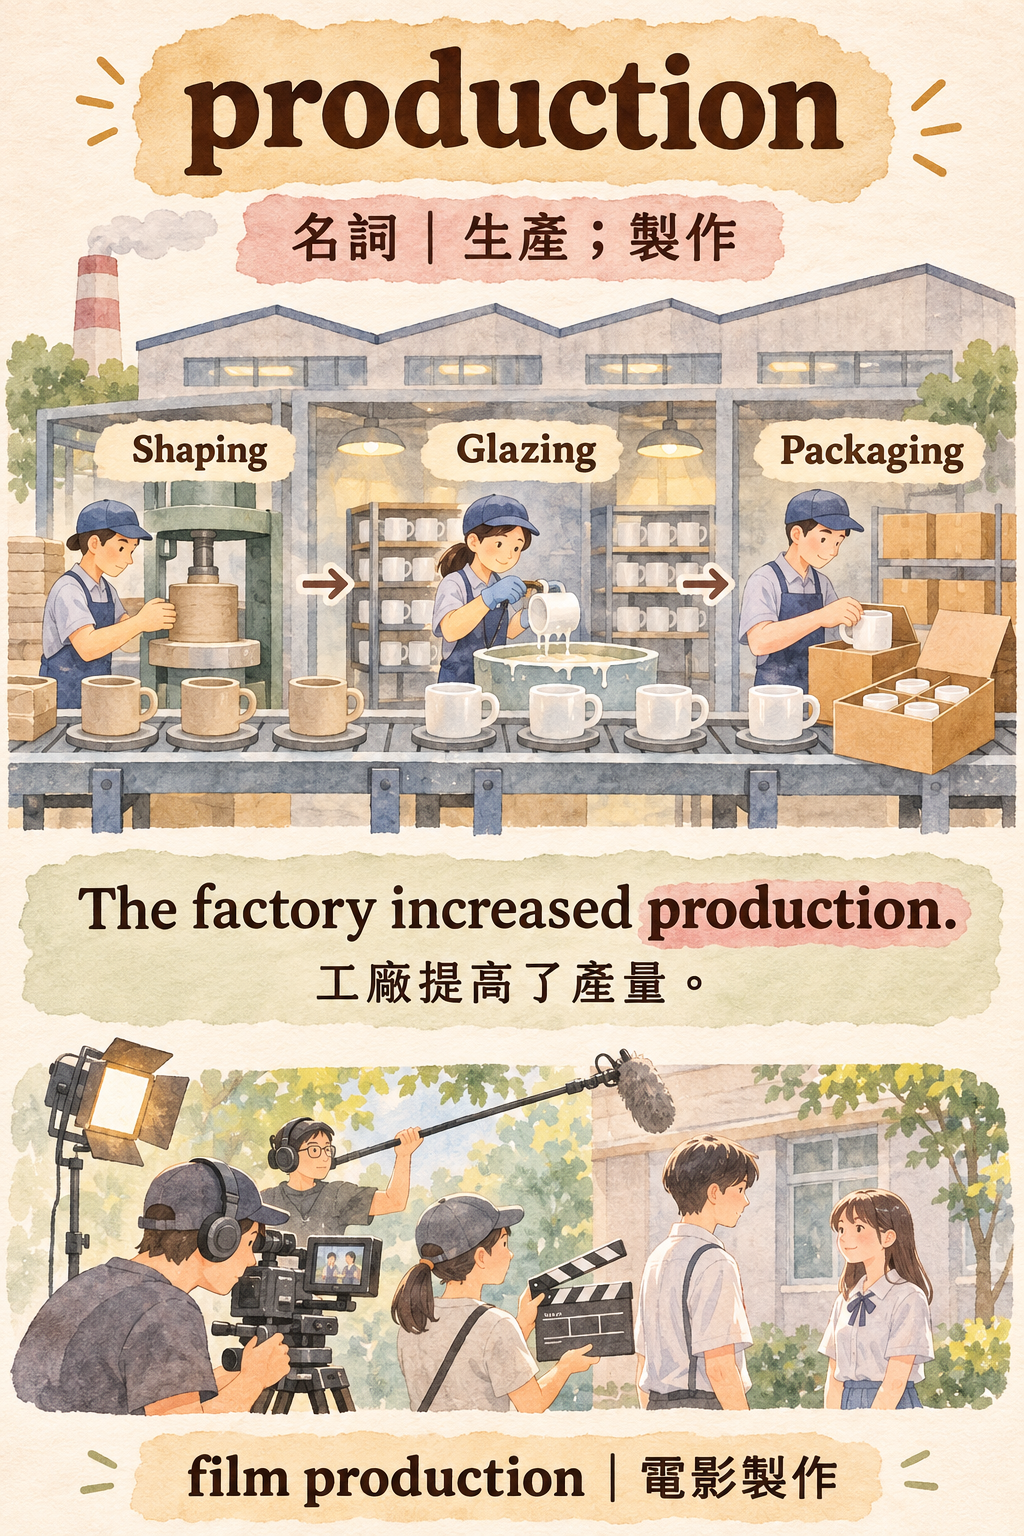 production
名詞｜生產；製作
Shaping
Glazing
Packaging
The factory increased production.
工廠提高了產量。
film production｜電影製作